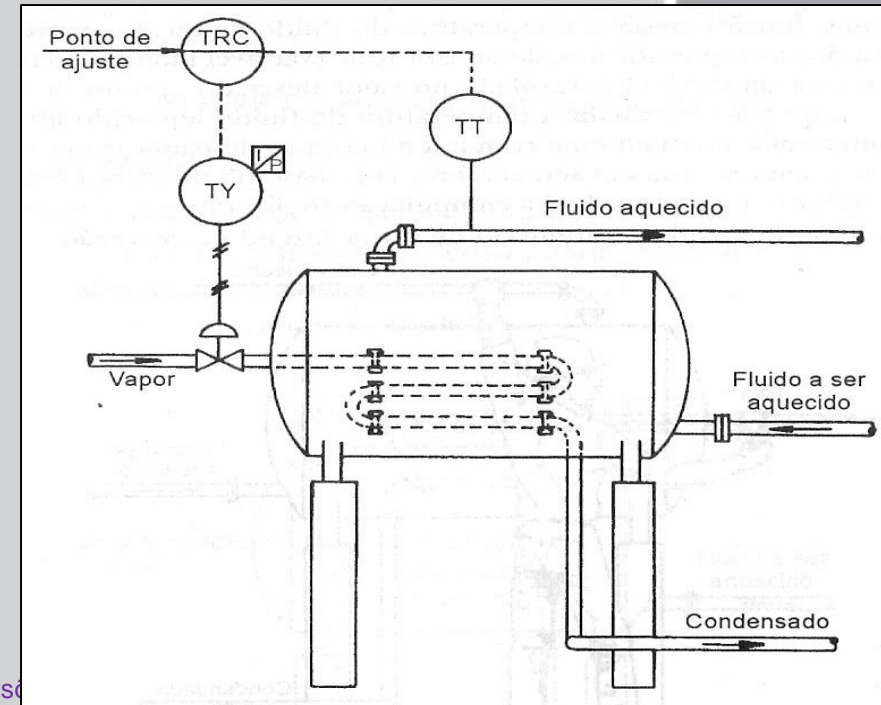 Ponto de
ajuste
TRC
TT
TY
I
P
Fluido aquecido
Vapor
Fluido a ser
aquecido
Condensado